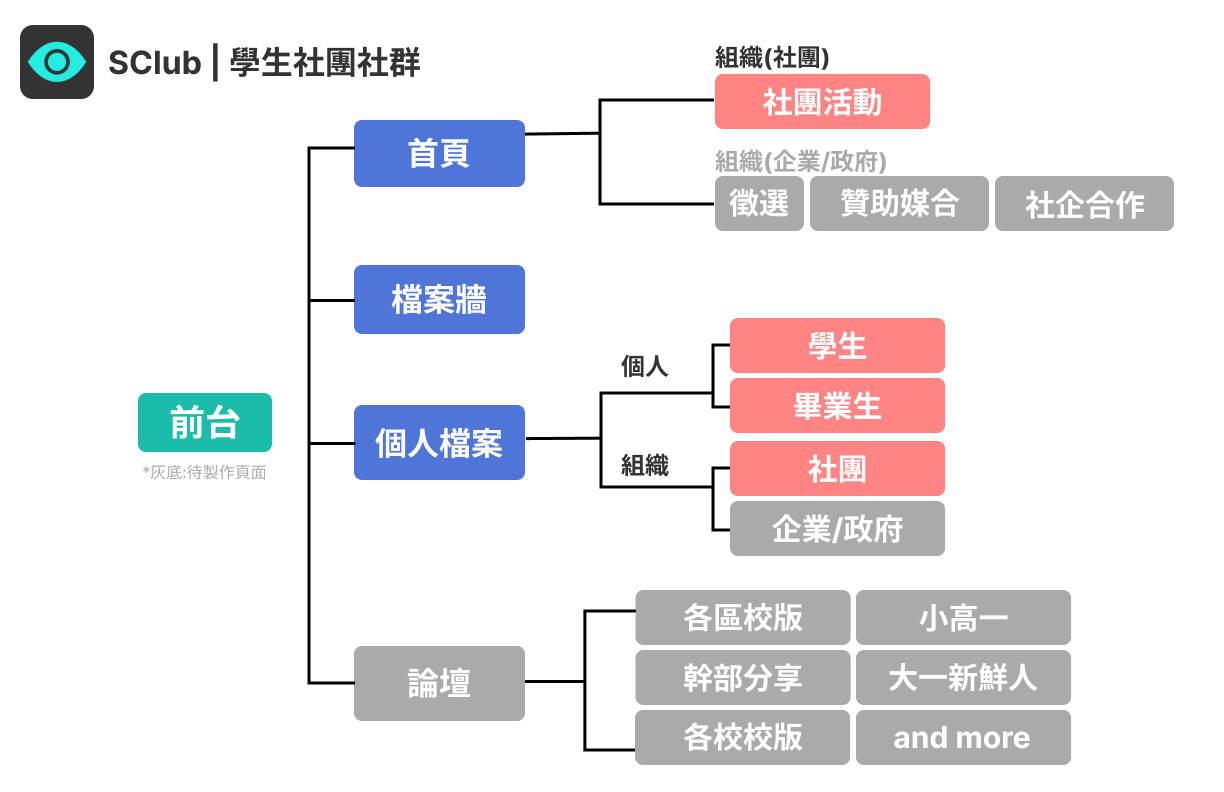 SClub | 學生社團社群
組織(社團)
社團活動
首頁
組織(企業/政府)
徵選
贊助媒合
社企合作
檔案牆
個人
學生
畢業生
前台
*灰底:待製作頁面
個人檔案
組織
社團
企業/政府
論壇
各區校版
小高一
幹部分享
大一新鮮人
各校校版
and more